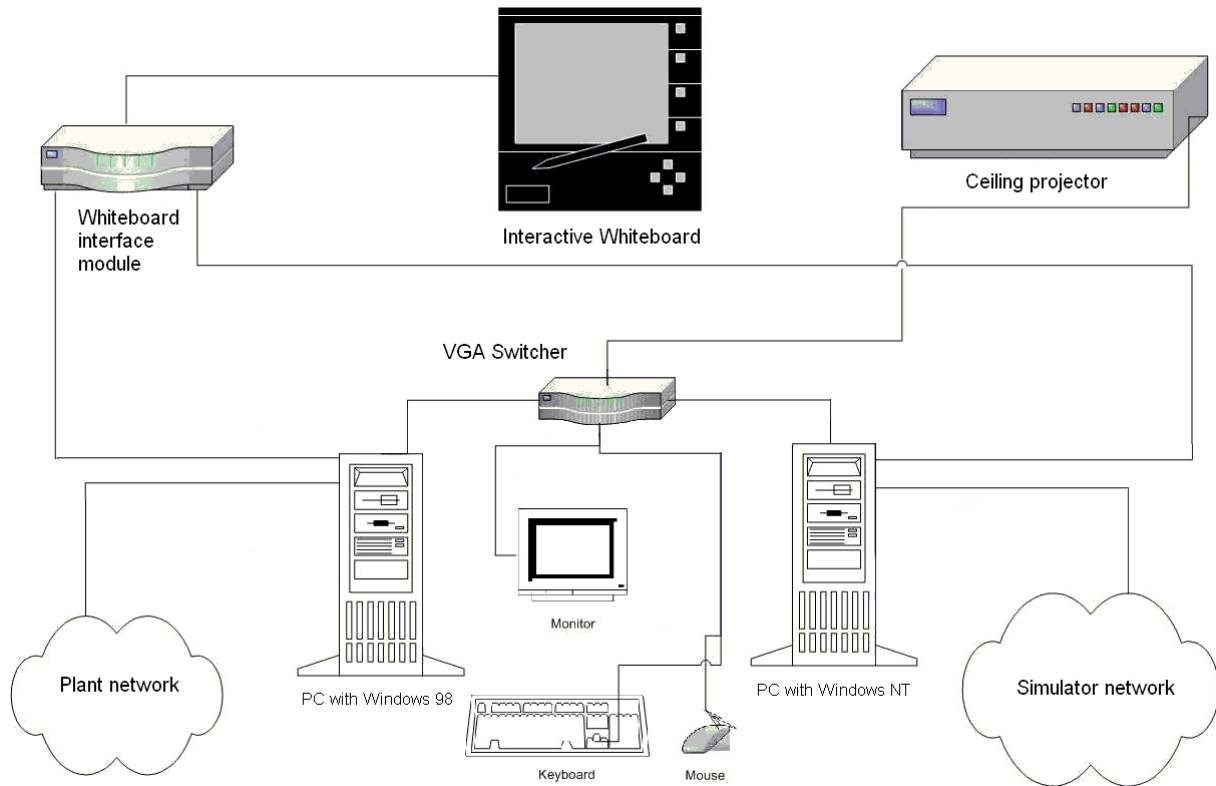 Ceiling projector
Whiteboard
interface
module
Interactive Whiteboard
VGA Switcher
Monitor
Plant network
PC with Windows 98
PC with Windows NT
Simulator network
Keyboard
Mouse